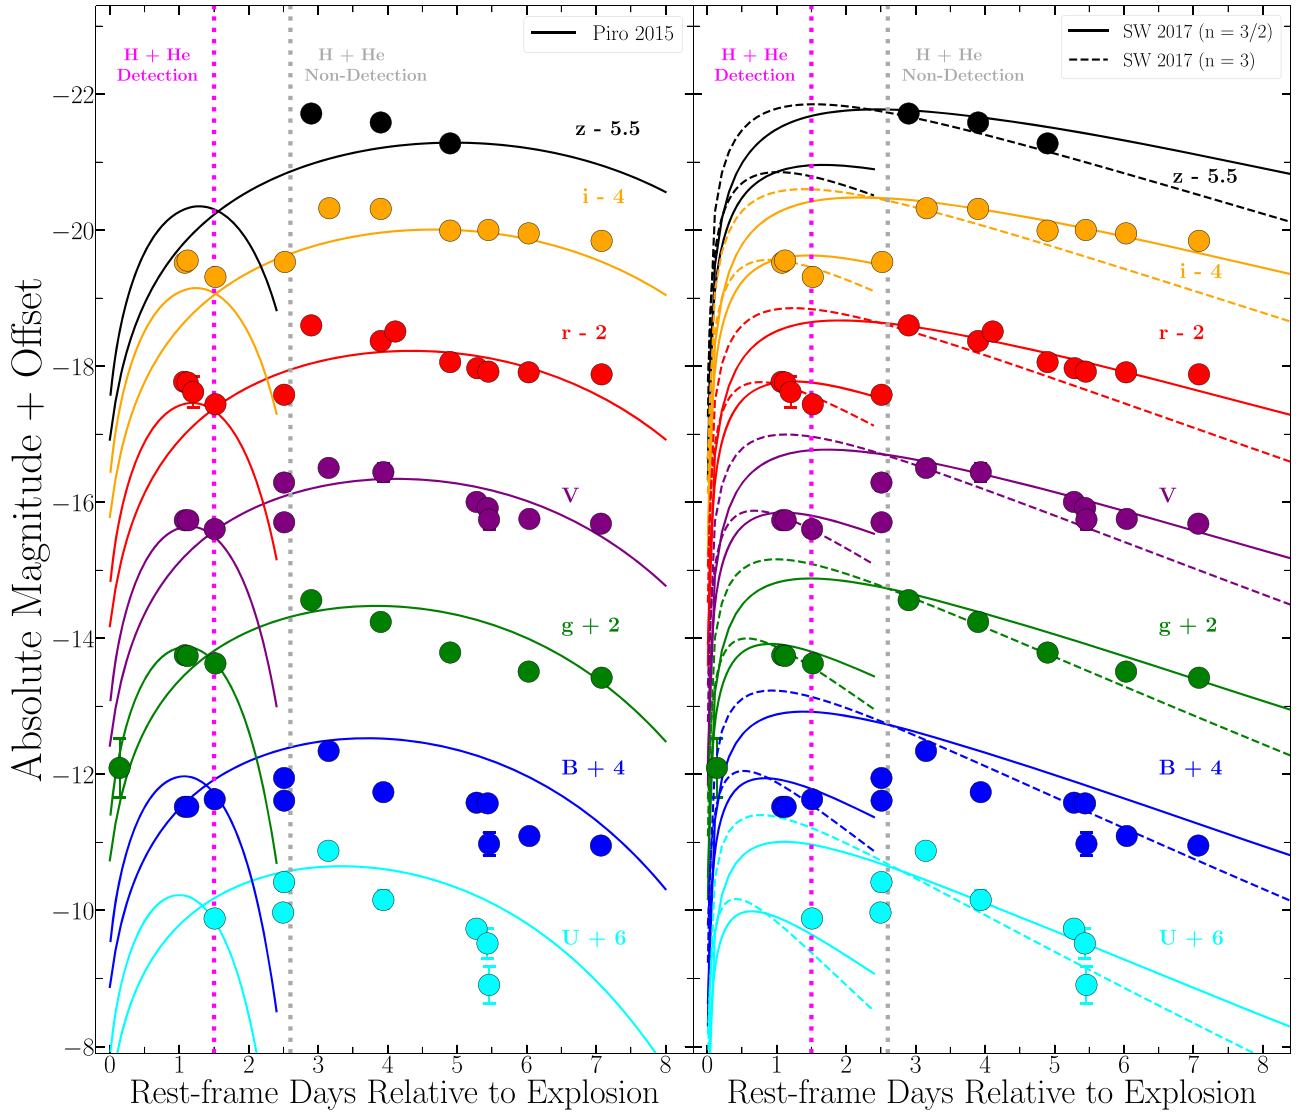 Absolute Magnitude + Offset
Piro 2015
H + He
Detection
H + He
Non-Detection
z - 5.5
i - 4
r - 2
V
g + 2
B + 4
U + 6
−22
−20
−18
−16
−14
−12
−10
−8
0 1 2 3 4 5 6 7 8
Rest-frame Days Relative to Explosion
SW 2017 (n = 3/2)
SW 2017 (n = 3)
H + He
Detection
H + He
Non-Detection
z - 5.5
i - 4
r - 2
V
g + 2
B + 4
U + 6
0 1 2 3 4 5 6 7 8
Rest-frame Days Relative to Explosion